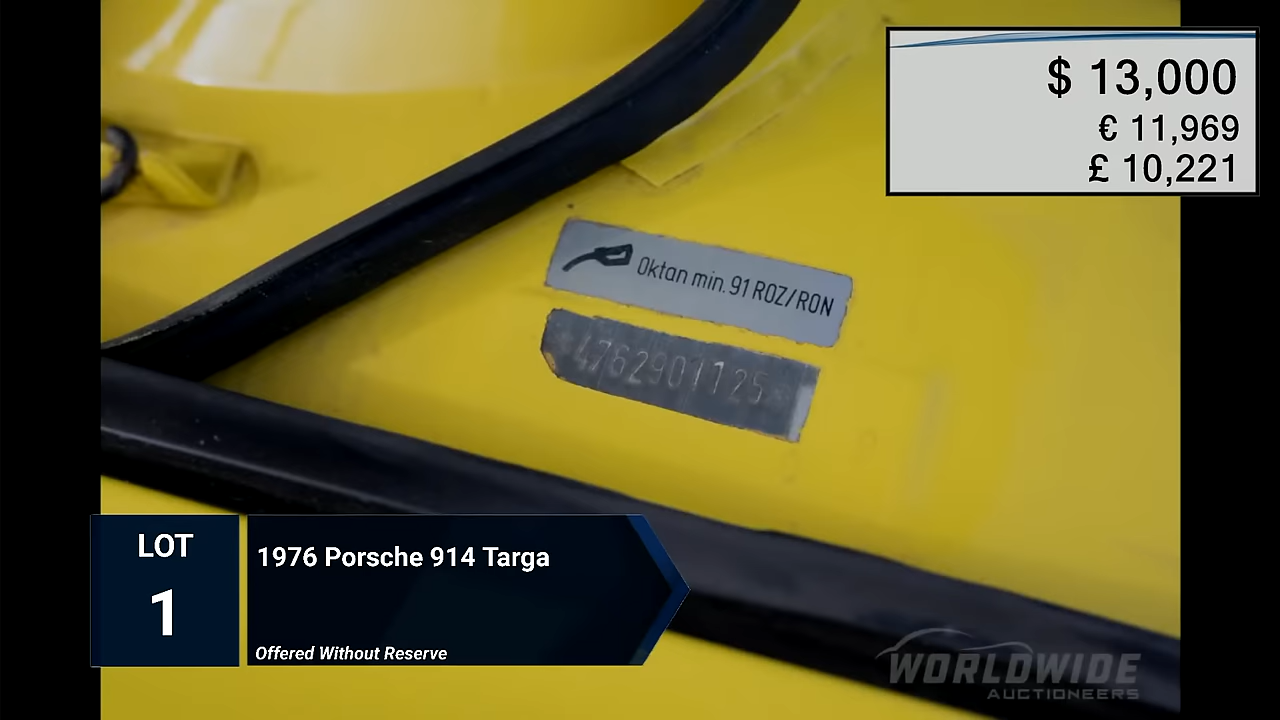 $ 13,000
€ 11,969
£ 10,221
Oktan min. 91 ROZ/RON
4762901125
LOT
1
1976 Porsche 914 Targa
Offered Without Reserve
WORLDWIDE
AUCTIONEERS